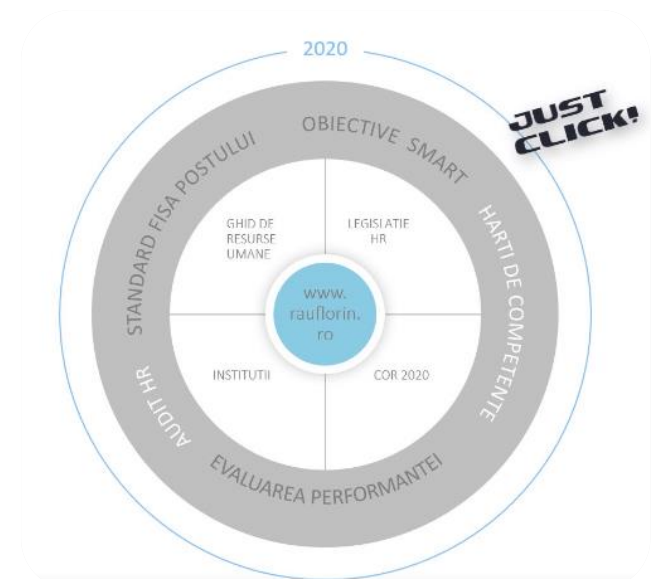 2020
JUST
CLICK!
STANDARD FISA POSTULUI
OBIECTIVE SMART
HARTI DE COMPETENTE
AUDIT HR
EVALUAREA PERFORMANTEI
GHID DE
RESURSE
UMANE
LEGISLATIE
HR
www.
rauflorin.
ro
INSTITUTII
COR 2020